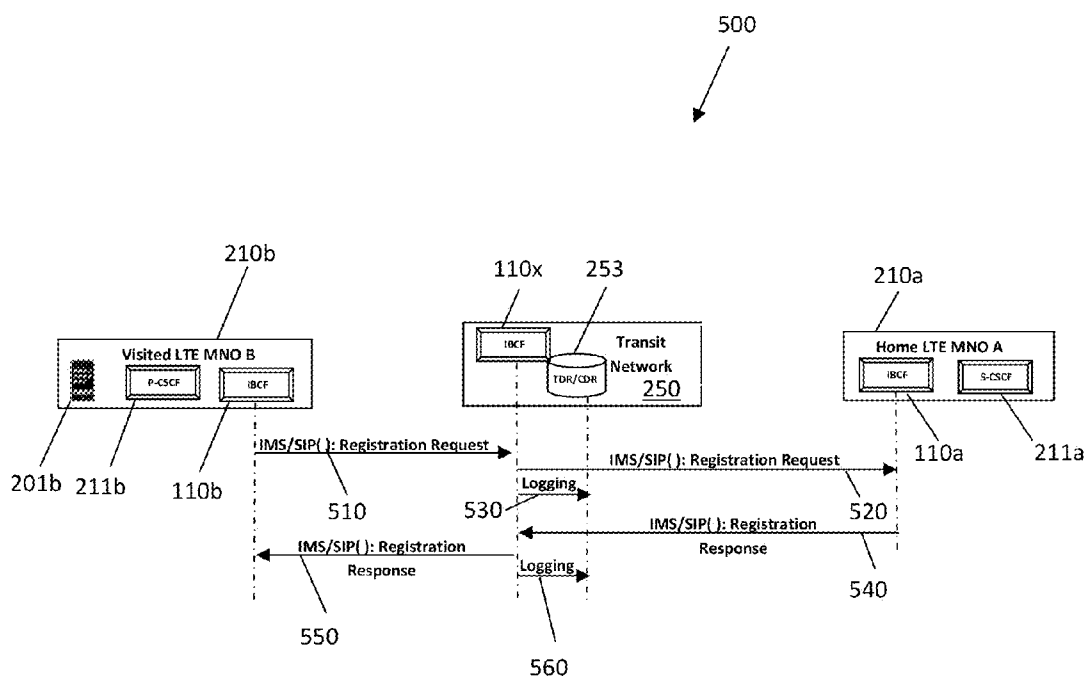 500
210b
110x
253
210a
Visited LTE MNO B
P-CSCF
IBCF
IBCF
TDR/CDR
Transit
Network
250
Home LTE MNO A
IBCF
S-CSCF
201b
211b
110b
110a
211a
IMS/SIP( ): Registration Request
510
IMS/SIP( ): Registration Request
520
Logging
530
IMS/SIP( ): Registration
Response
540
IMS/SIP( ): Registration
Response
550
Logging
560